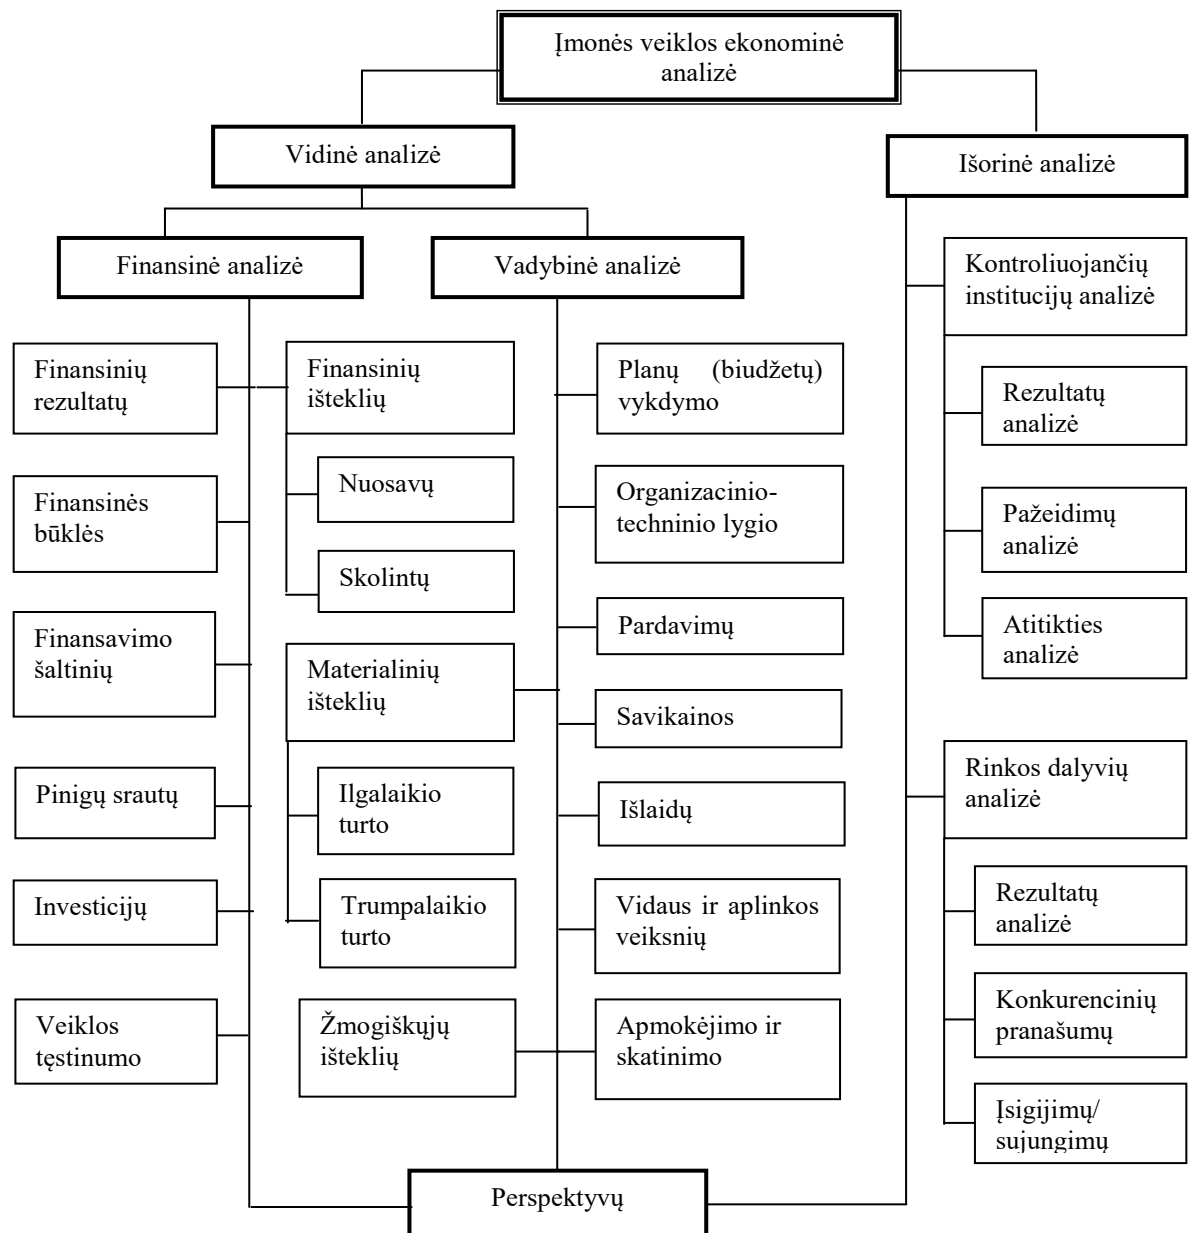 Įmonės veiklos ekonominė
analizė
Vidinė analizė
Išorinė analizė
Finansinė analizė
Vadybinė analizė
Finansinių
rezultatų
Finansinės
būklės
Finansavimo
šaltinių
Pinigų srautų
Investicijų
Veiklos
tęstinumo
Finansinių
išteklių
Nuosavų
Skolintų
Materialinių
išteklių
Ilgalaikio
turto
Trumpalaikio
turto
Žmogiškųjų
išteklių
Planų (biudžetų)
vykdymo
Organizacinio-
techninio lygio
Pardavimų
Savikainos
Išlaidų
Vidaus ir aplinkos
veiksnių
Apmokėjimo ir
skatinimo
Kontroliuojančių
institucijų analizė
Rezultatų
analizė
Pažeidimų
analizė
Atitikties
analizė
Rinkos dalyvių
analizė
Rezultatų
analizė
Konkurencinių
pranašumų
Įsigijimų/
sujungimų
Perspektyvų